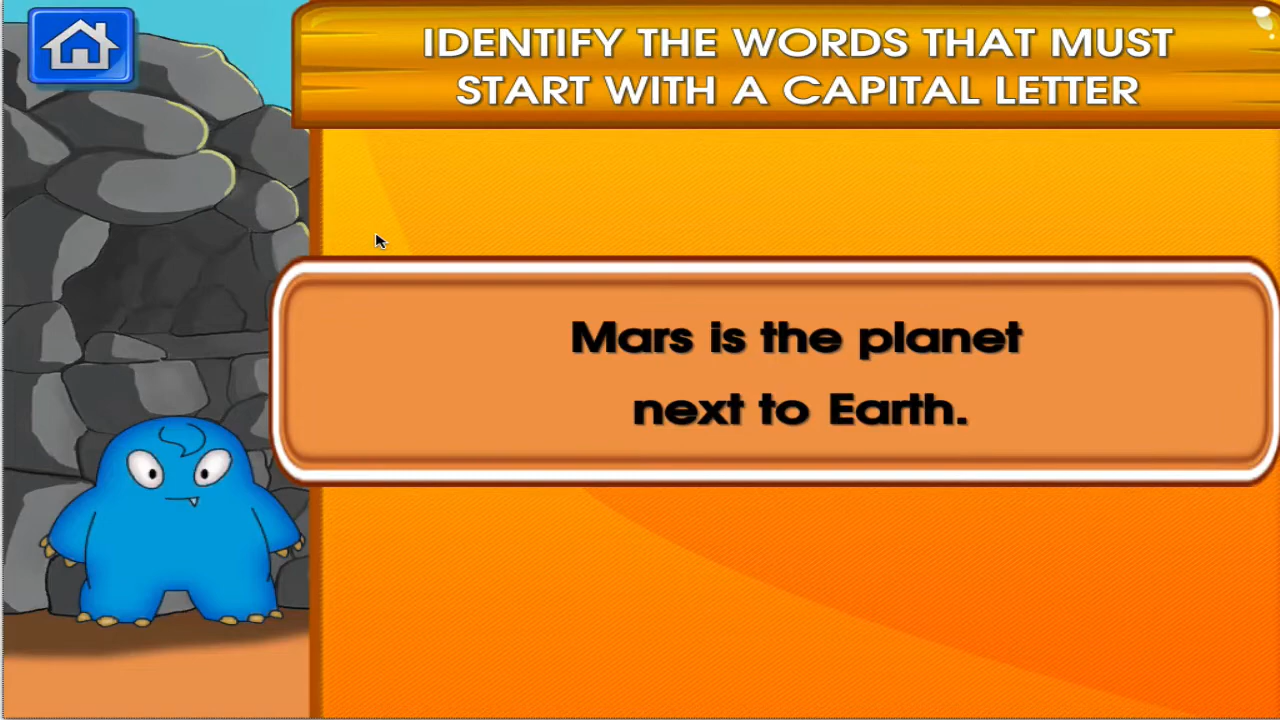 IDENTIFY THE WORDS THAT MUST
START WITH A CAPITAL LETTER
Mars is the planet
next to Earth.